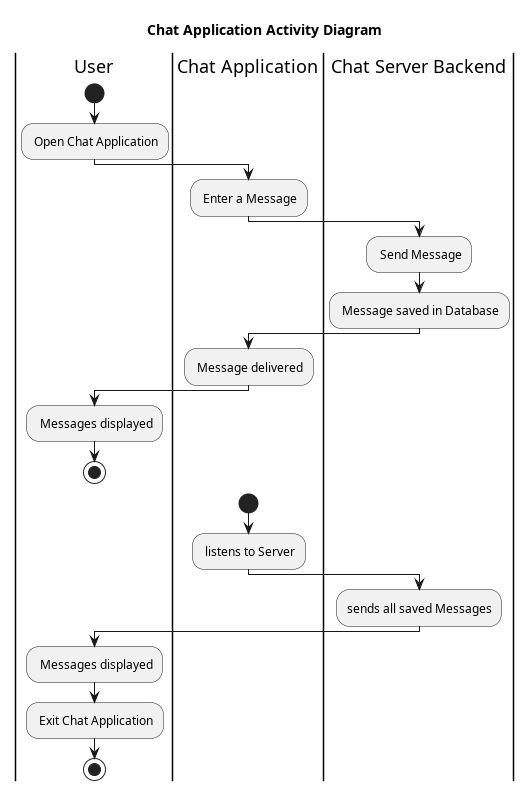 Chat Application Activity Diagram
User
Chat Application
Chat Server Backend
Open Chat Application
Enter a Message
Send Message
Message saved in Database
Message delivered
Messages displayed
listens to Server
sends all saved Messages
Messages displayed
Exit Chat Application